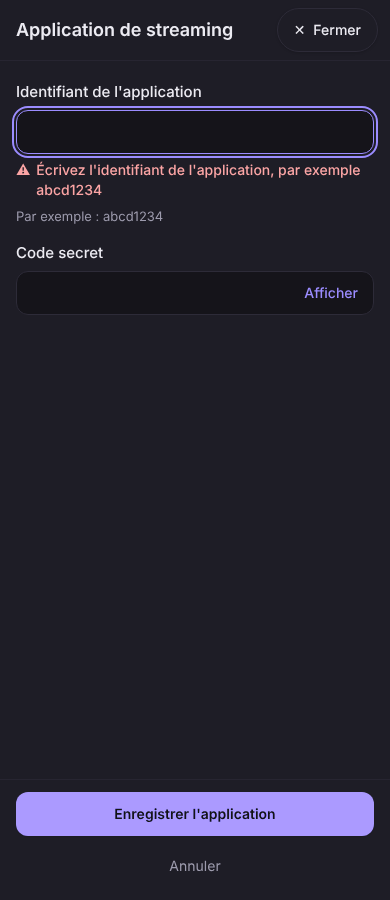 Application de streaming
✕ Fermer
Identifiant de l'application
Écrivez l'identifiant de l'application, par exemple
abcd1234
Par exemple : abcd1234
Code secret
Afficher
Enregistrer l'application
Annuler